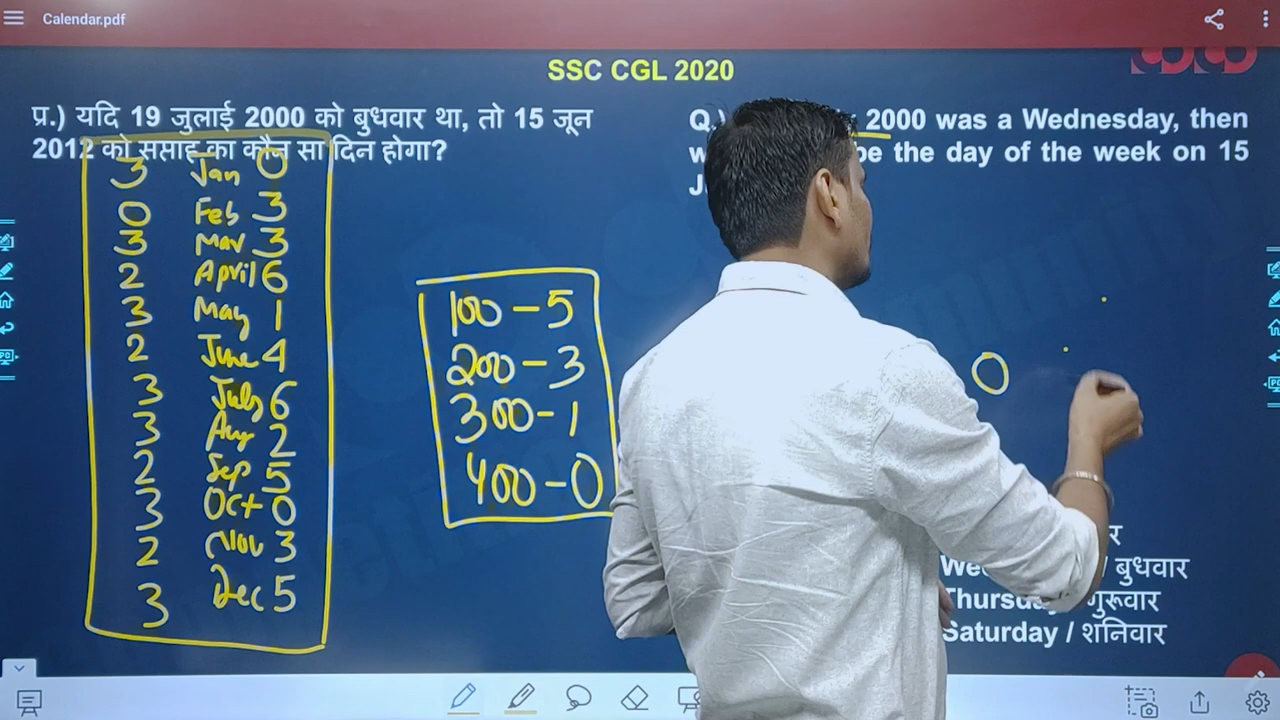 Calendar.pdf
SSC CGL 2020
प्र.) यदि 19 जुलाई 2000 को बुधवार था, तो 15 जून
2012 को सप्ताह का कौन सा दिन होगा?
Q.) 2000 was a Wednesday, then
be the day of the week on 15
3 Jan 0
0 Feb 3
3 Mar 3
2 April 6
3 May 1
2 June 4
3 July 6
3 Aug 2
2 Sep 5
3 Oct 0
2 Nov 3
3 Dec 5
100 - 5
200 - 3
300 - 1
400 - 0
0
/ बुधवार
Thursday / गुरूवार
Saturday / शनिवार